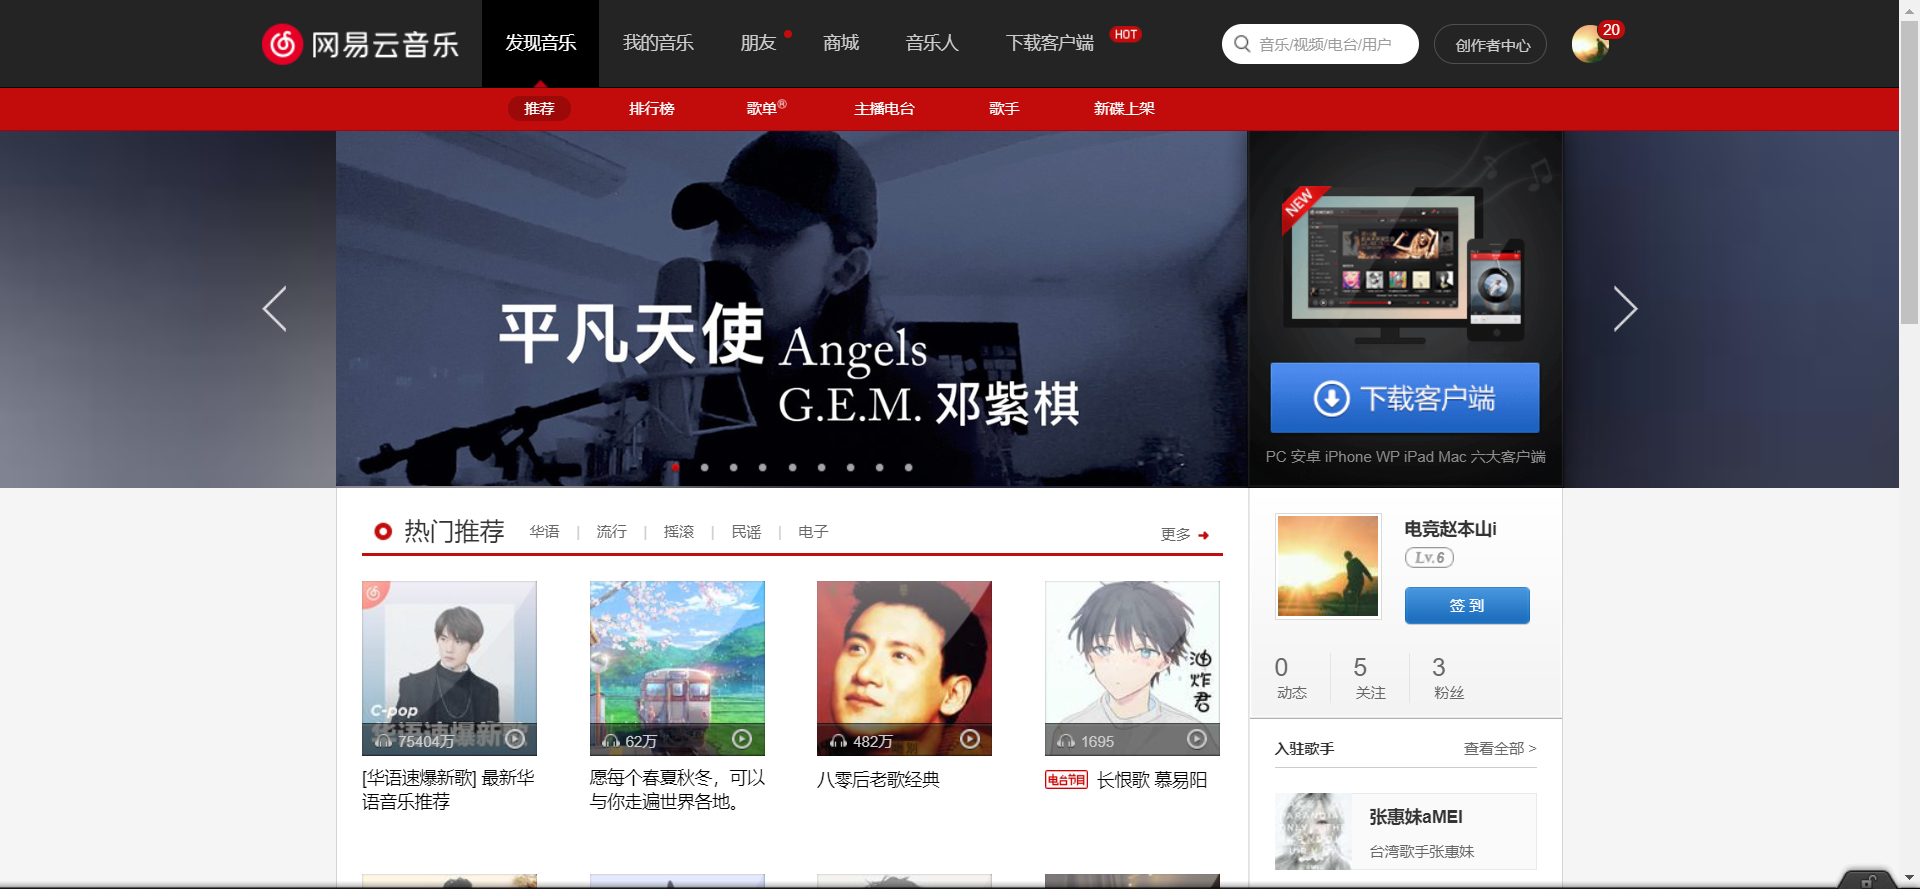 网易云音乐
发现音乐 我的音乐 朋友 商城 音乐人 下载客户端 HOT
音乐/视频/电台/用户
创作者中心
20
推荐 排行榜 歌单® 主播电台 歌手 新碟上架
平凡天使 Angels
G.E.M. 邓紫棋
NEW
下载客户端
PC 安卓 iPhone WP iPad Mac 六大客户端
热门推荐 华语 | 流行 | 摇滚 | 民谣 | 电子 更多
C-pop
华语速爆新歌
75404万
[华语速爆新歌] 最新华
语音乐推荐
62万
愿每个春夏秋冬，可以
与你走遍世界各地。
482万
八零后老歌经典
油炸君
1695
电台节目 长恨歌 慕易阳
电竞赵本山i
Lv.6
签到
0 5 3
动态 关注 粉丝
入驻歌手 查看全部 >
张惠妹aMEI
台湾歌手张惠妹